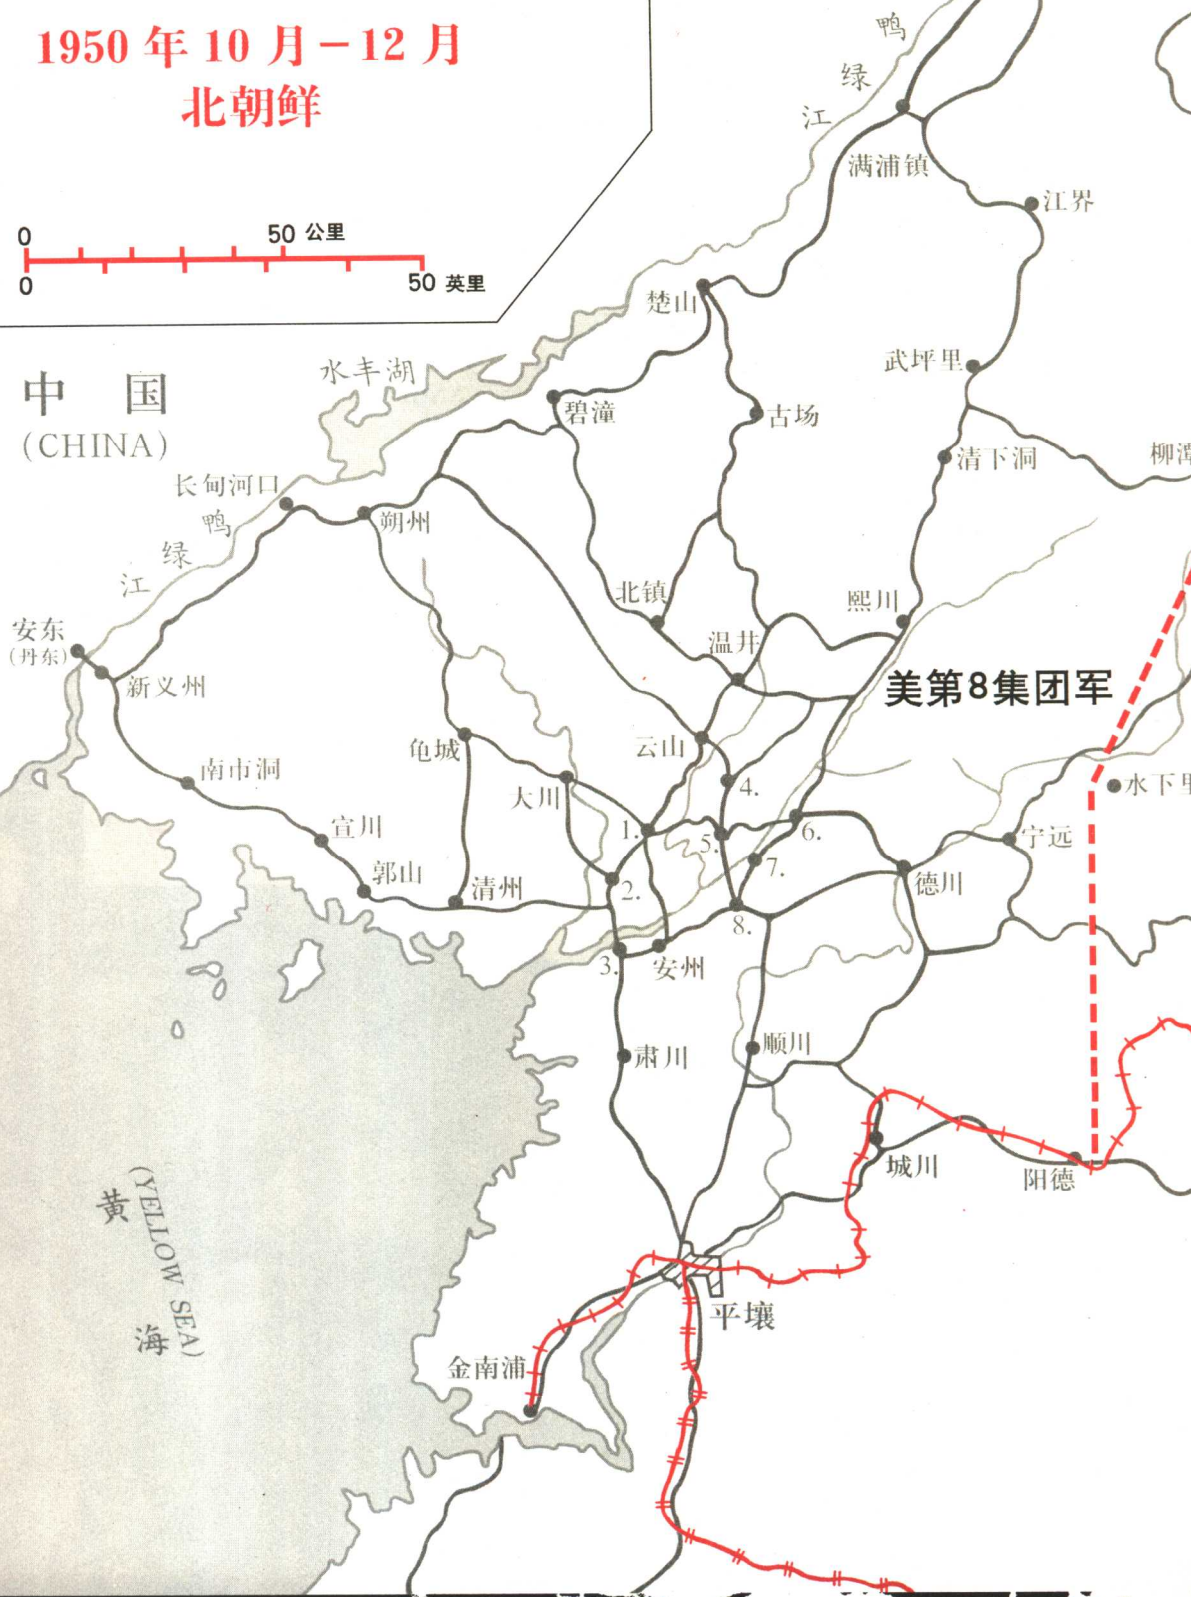 1950 年 10 月－12 月
北朝鲜
0
50 公里
0
50 英里
鸭
绿
江
满浦镇
江界
楚山
武坪里
水丰湖
中 国
(CHINA)
碧潼
古场
清下洞
柳潭
长甸河口
朔州
鸭
绿
江
北镇
熙川
安东
(丹东)
温井
新义州
美第8集团军
云山
龟城
南市洞
大川
4.
水下里
宣川
1.
5.
6.
宁远
郭山
清州
2.
7.
德川
8.
3.
安州
肃川
顺川
城川
阳德
黄
海
(YELLOW SEA)
平壤
金南浦